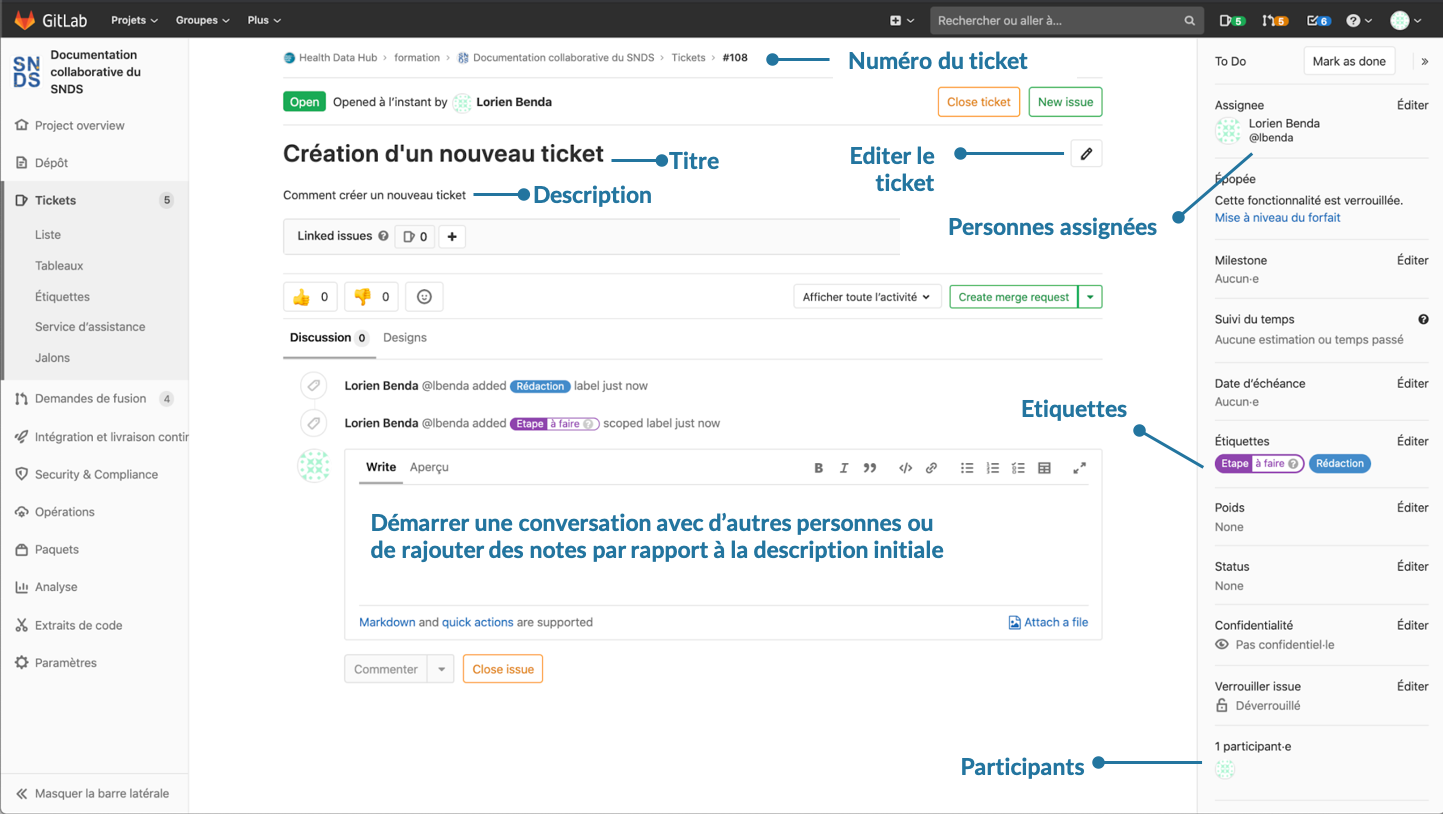 GitLab
Projets
Groupes
Plus
Rechercher ou aller à...
5
5
6
SNDS
Documentation
collaborative du
SNDS
Project overview
Dépôt
Tickets 5
Liste
Tableaux
Étiquettes
Service d'assistance
Jalons
Demandes de fusion 4
Intégration et livraison contin
Security & Compliance
Opérations
Paquets
Analyse
Extraits de code
Paramètres
Masquer la barre latérale
Health Data Hub › formation › Documentation collaborative du SNDS › Tickets › #108
Numéro du ticket
Open Opened à l'instant by Lorien Benda
Close ticket
New issue
Création d'un nouveau ticket
Titre
Editer le
ticket
Comment créer un nouveau ticket
Description
Personnes assignées
Linked issues 0 +
0
0
Afficher toute l'activité
Create merge request
Discussion 0
Designs
Lorien Benda @lbenda added Rédaction label just now
Lorien Benda @lbenda added Etape à faire scoped label just now
Etiquettes
Write Aperçu
B I
Démarrer une conversation avec d'autres personnes ou
de rajouter des notes par rapport à la description initiale
Markdown and quick actions are supported
Attach a file
Commenter
Close issue
Participants
To Do
Mark as done
»
Assignee Éditer
Lorien Benda
@lbenda
Épopée
Cette fonctionnalité est verrouillée.
Mise à niveau du forfait
Milestone Éditer
Aucun·e
Suivi du temps
Aucune estimation ou temps passé
Date d'échéance Éditer
Aucun·e
Étiquettes Éditer
Etape à faire Rédaction
Poids Éditer
None
Status Éditer
None
Confidentialité Éditer
Pas confidentiel·le
Verrouiller issue Éditer
Déverrouillé
1 participant·e